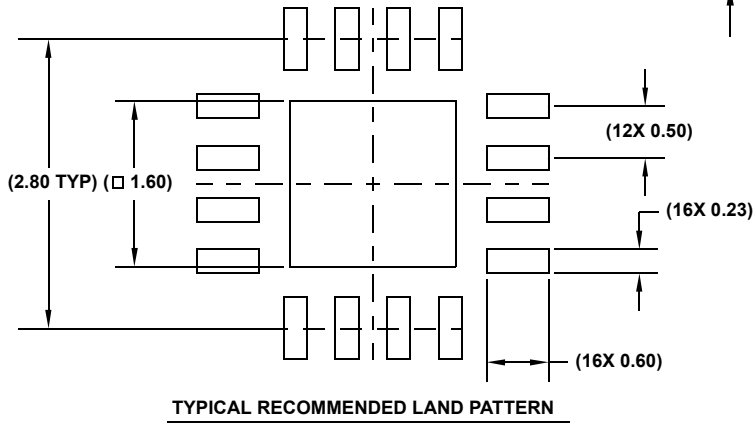 (12X 0.50)
(2.80 TYP) (□ 1.60)
(16X 0.23)
(16X 0.60)
TYPICAL RECOMMENDED LAND PATTERN